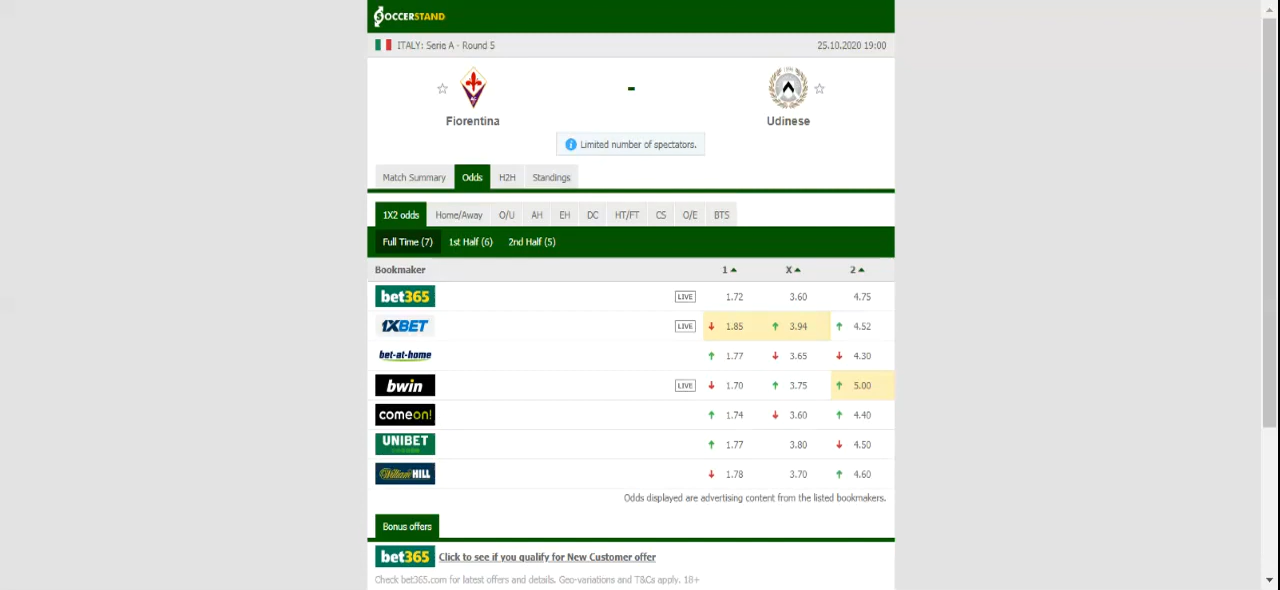 SOCCERSTAND
ITALY: Serie A - Round 5 25.10.2020 19:00
-
Fiorentina Udinese
Limited number of spectators.
Match Summary Odds H2H Standings
1X2 odds Home/Away O/U AH EH DC HT/FT CS O/E BTS
Full Time (7) 1st Half (6) 2nd Half (5)
Bookmaker 1 X 2
bet365 LIVE 1.72 3.60 4.75
1XBET LIVE 1.85 3.94 4.52
bet-at-home 1.77 3.65 4.30
bwin LIVE 1.70 3.75 5.00
comeon! 1.74 3.60 4.40
UNIBET 1.77 3.80 4.50
William HILL 1.78 3.70 4.60
Odds displayed are advertising content from the listed bookmakers.
Bonus offers
bet365 Click to see if you qualify for New Customer offer
Check bet365.com for latest offers and details. Geo-variations and T&Cs apply. 18+